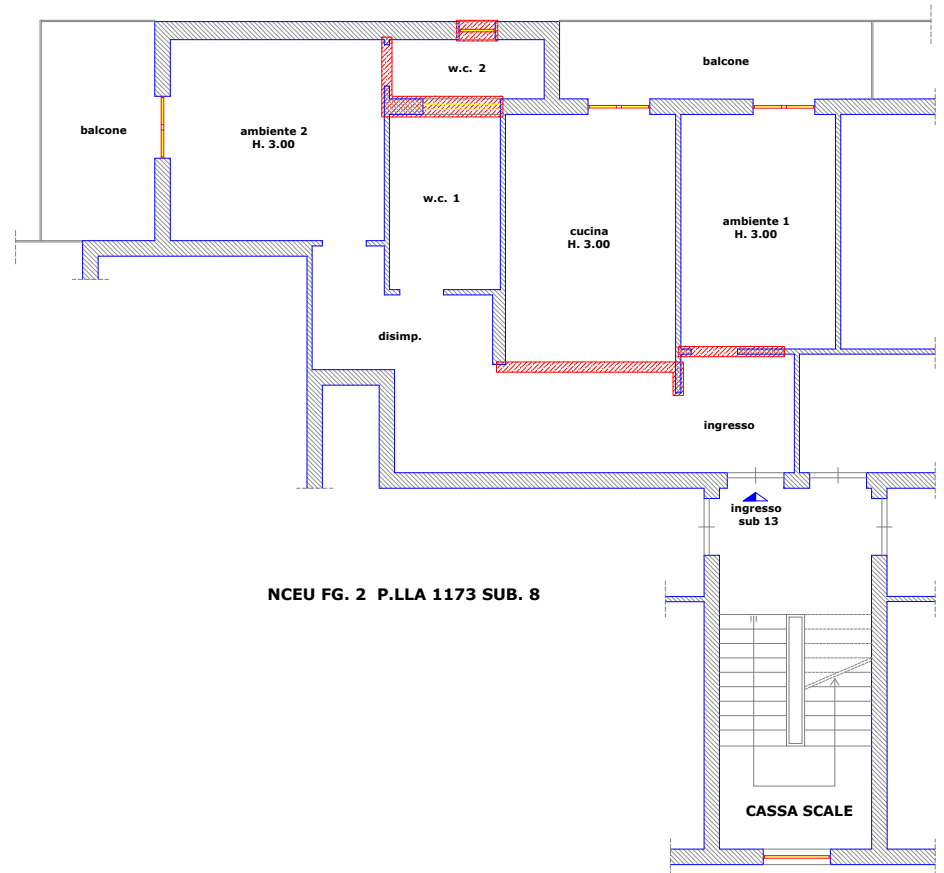 w.c. 2
balcone
balcone
ambiente 2
H. 3.00
w.c. 1
cucina
H. 3.00
ambiente 1
H. 3.00
disimp.
ingresso
ingresso
sub 13
NCEU FG. 2 P.LLA 1173 SUB. 8
CASSA SCALE